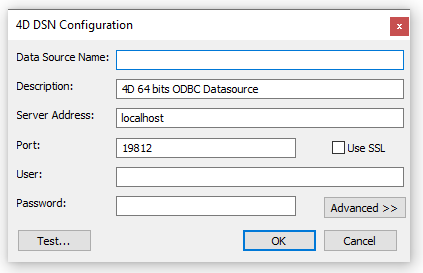 4D DSN Configuration
x
Data Source Name:
Description: 4D 64 bits ODBC Datasource
Server Address: localhost
Port: 19812 Use SSL
User:
Password:
Advanced >>
Test... OK Cancel